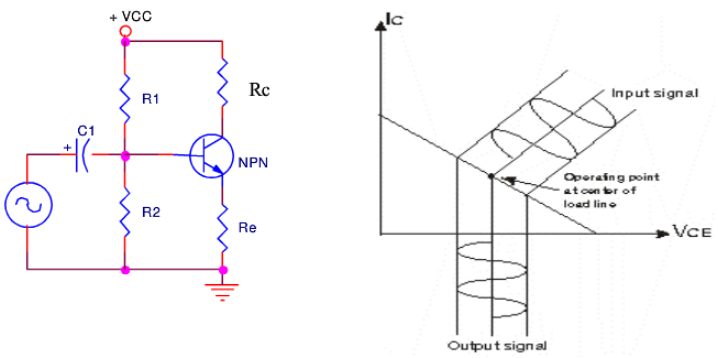 + VCC
R1
Rc
C1
+
NPN
R2
Re
IC
Input signal
Operating point
at center of
load line
VCE
Output signal